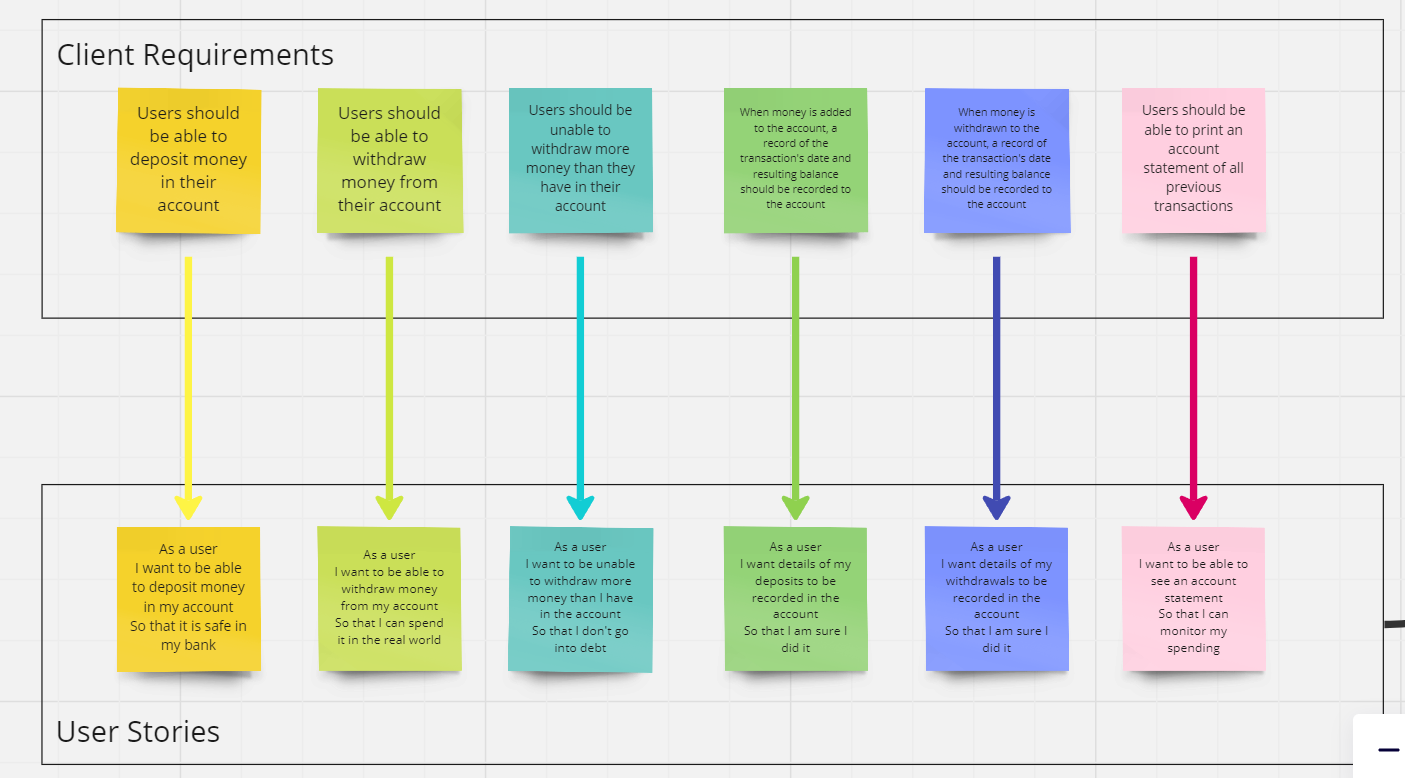 Client Requirements
Users should
be able to
deposit money
in their
account
Users should
be able to
withdraw
money from
their account
Users should be
unable to
withdraw more
money than they
have in their
account
When money is added
to the account, a
record of the
transaction's date and
resulting balance
should be recorded to
the account
When money is
withdrawn to the
account, a record of
the transaction's date
and resulting balance
should be recorded to
the account
Users should be
able to print an
account
statement of all
previous
transactions
As a user
I want to be able
to deposit money
in my account
So that it is safe in
my bank
As a user
I want to be able to
withdraw money
from my account
So that I can spend
it in the real world
As a user
I want to be unable
to withdraw more
money than I have
in the account
So that I don't go
into debt
As a user
I want details of my
deposits to be
recorded in the
account
So that I am sure I
did it
As a user
I want details of my
withdrawals to be
recorded in the
account
So that I am sure I
did it
As a user
I want to be able to
see an account
statement
So that I can
monitor my
spending
User Stories